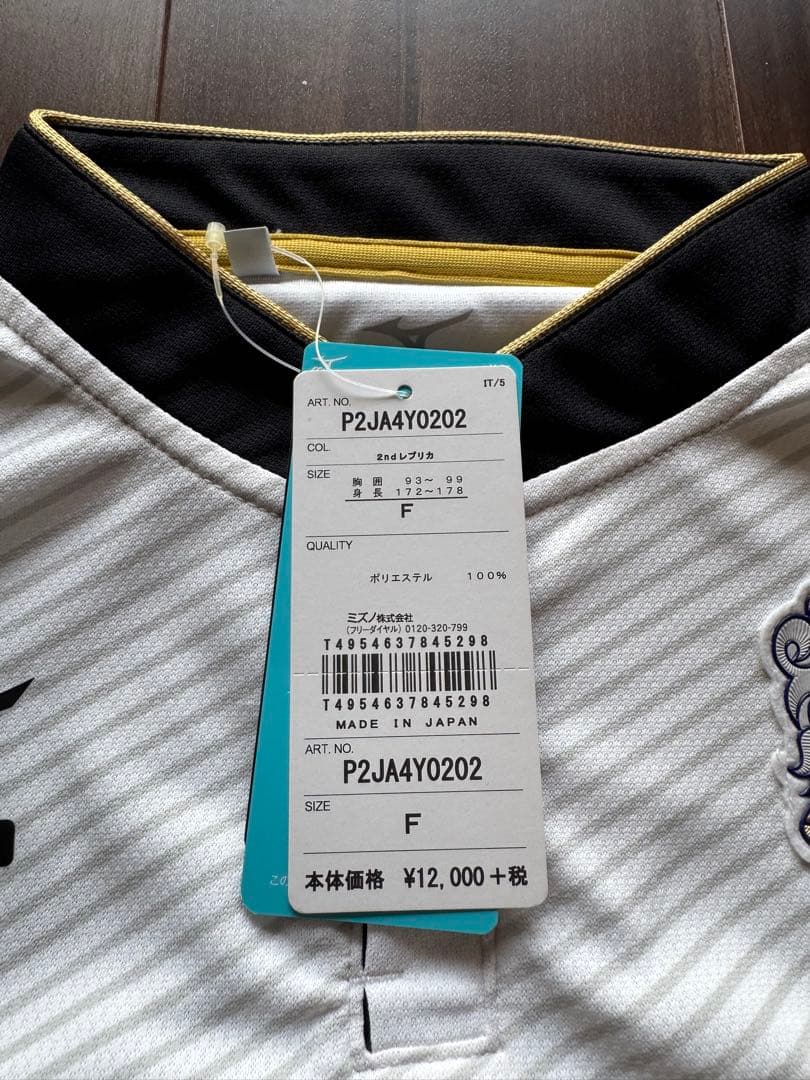 IT/5
ART. NO.
P2JA4Y0202
COL.
2ndレプリカ
SIZE
胸囲 93〜 99
身長 172〜178
F
QUALITY
ポリエステル 100%
ミズノ株式会社
(フリーダイヤル) 0120-320-799
T4954637845298
T4954637845298
MADE IN JAPAN
ART. NO.
P2JA4Y0202
SIZE
F
本体価格 ¥12,000+税
この